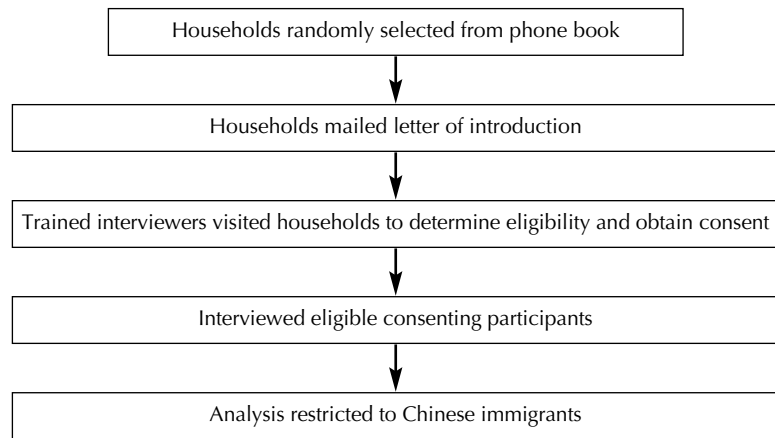 Households randomly selected from phone book
Households mailed letter of introduction
Trained interviewers visited households to determine eligibility and obtain consent
Interviewed eligible consenting participants
Analysis restricted to Chinese immigrants